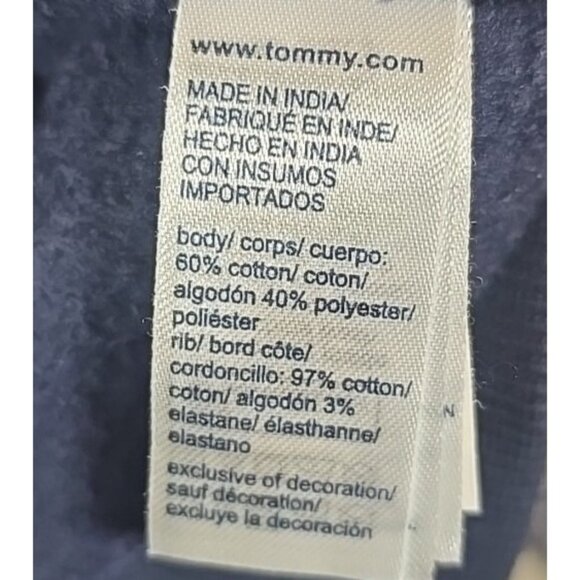 www.tommy.com
MADE IN INDIA/
FABRIQUÉ EN INDE/
HECHO EN INDIA
CON INSUMOS
IMPORTADOS
body/ corps/ cuerpo:
60% cotton/ coton/
algodón 40% polyester/
poliéster
rib/ bord côte/
cordoncillo: 97% cotton/
coton/ algodón 3%
elastane/ élasthanne/
elastano
exclusive of decoration/
sauf décoration/
excluye la decoración
N